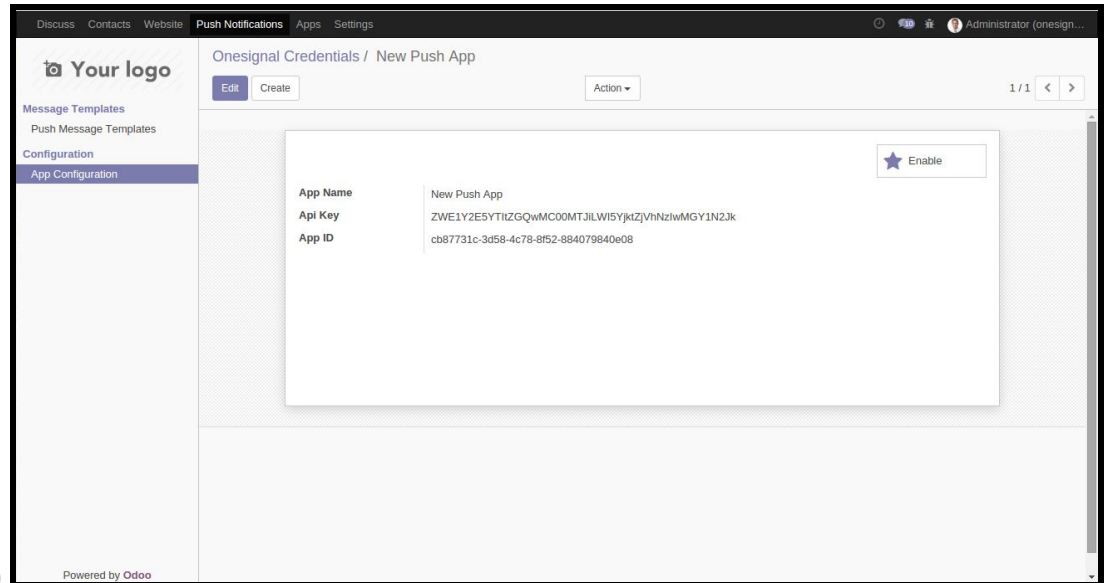 Discuss Contacts Website Push Notifications Apps Settings 10 Administrator (onesign...
Your logo
Onesignal Credentials / New Push App
Edit Create Action 1 / 1
Message Templates
Push Message Templates
Configuration
App Configuration
Enable
App Name New Push App
Api Key ZWE1Y2E5YTItZGQwMC00MTJiLWI5YjktZjVhNzIwMGY1N2Jk
App ID cb87731c-3d58-4c78-8f52-884079840e08
Powered by Odoo